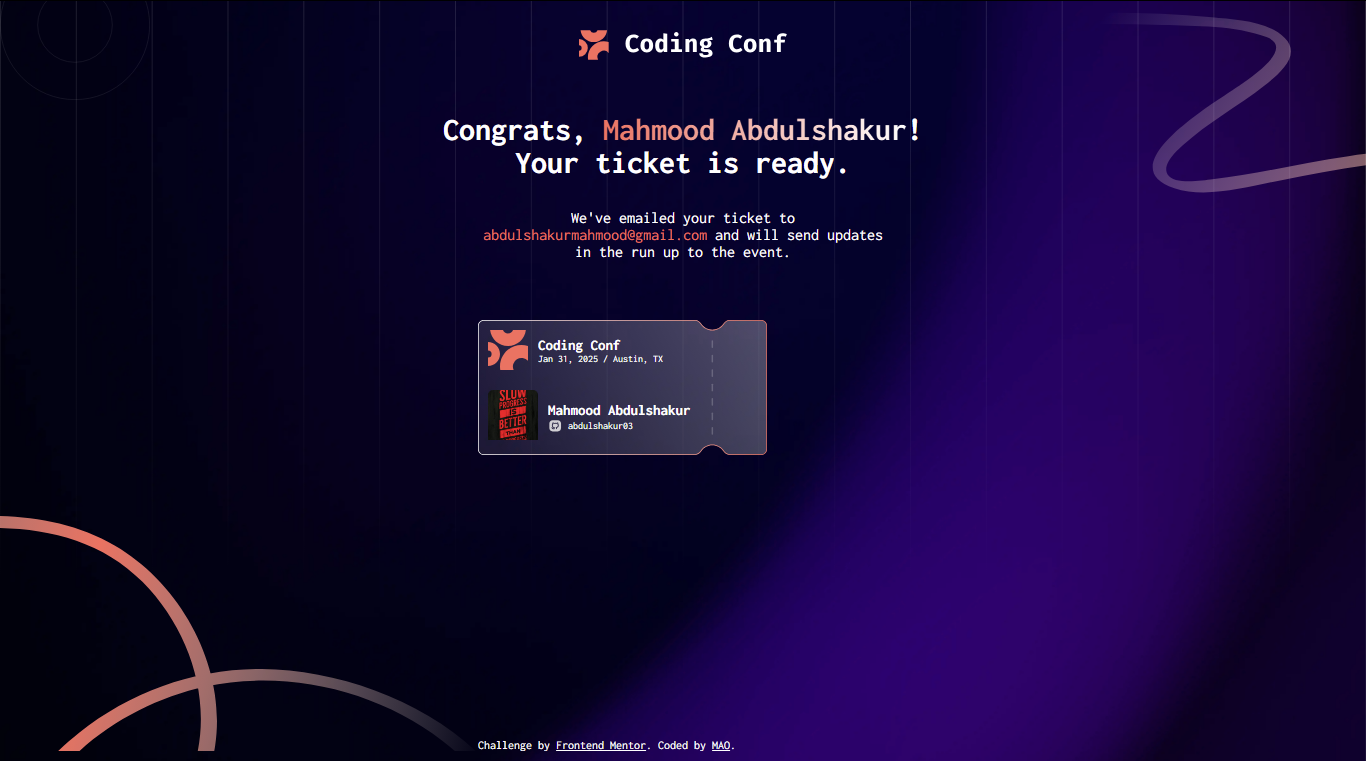 Coding Conf
Congrats, Mahmood Abdulshakur!
Your ticket is ready.
We've emailed your ticket to
abdulshakurmahmood@gmail.com and will send updates
in the run up to the event.
Coding Conf
Jan 31, 2025 / Austin, TX
SLOW
PROGRESS
IS
BETTER
THAN
Mahmood Abdulshakur
abdulshakur03
Challenge by Frontend Mentor. Coded by MAO.